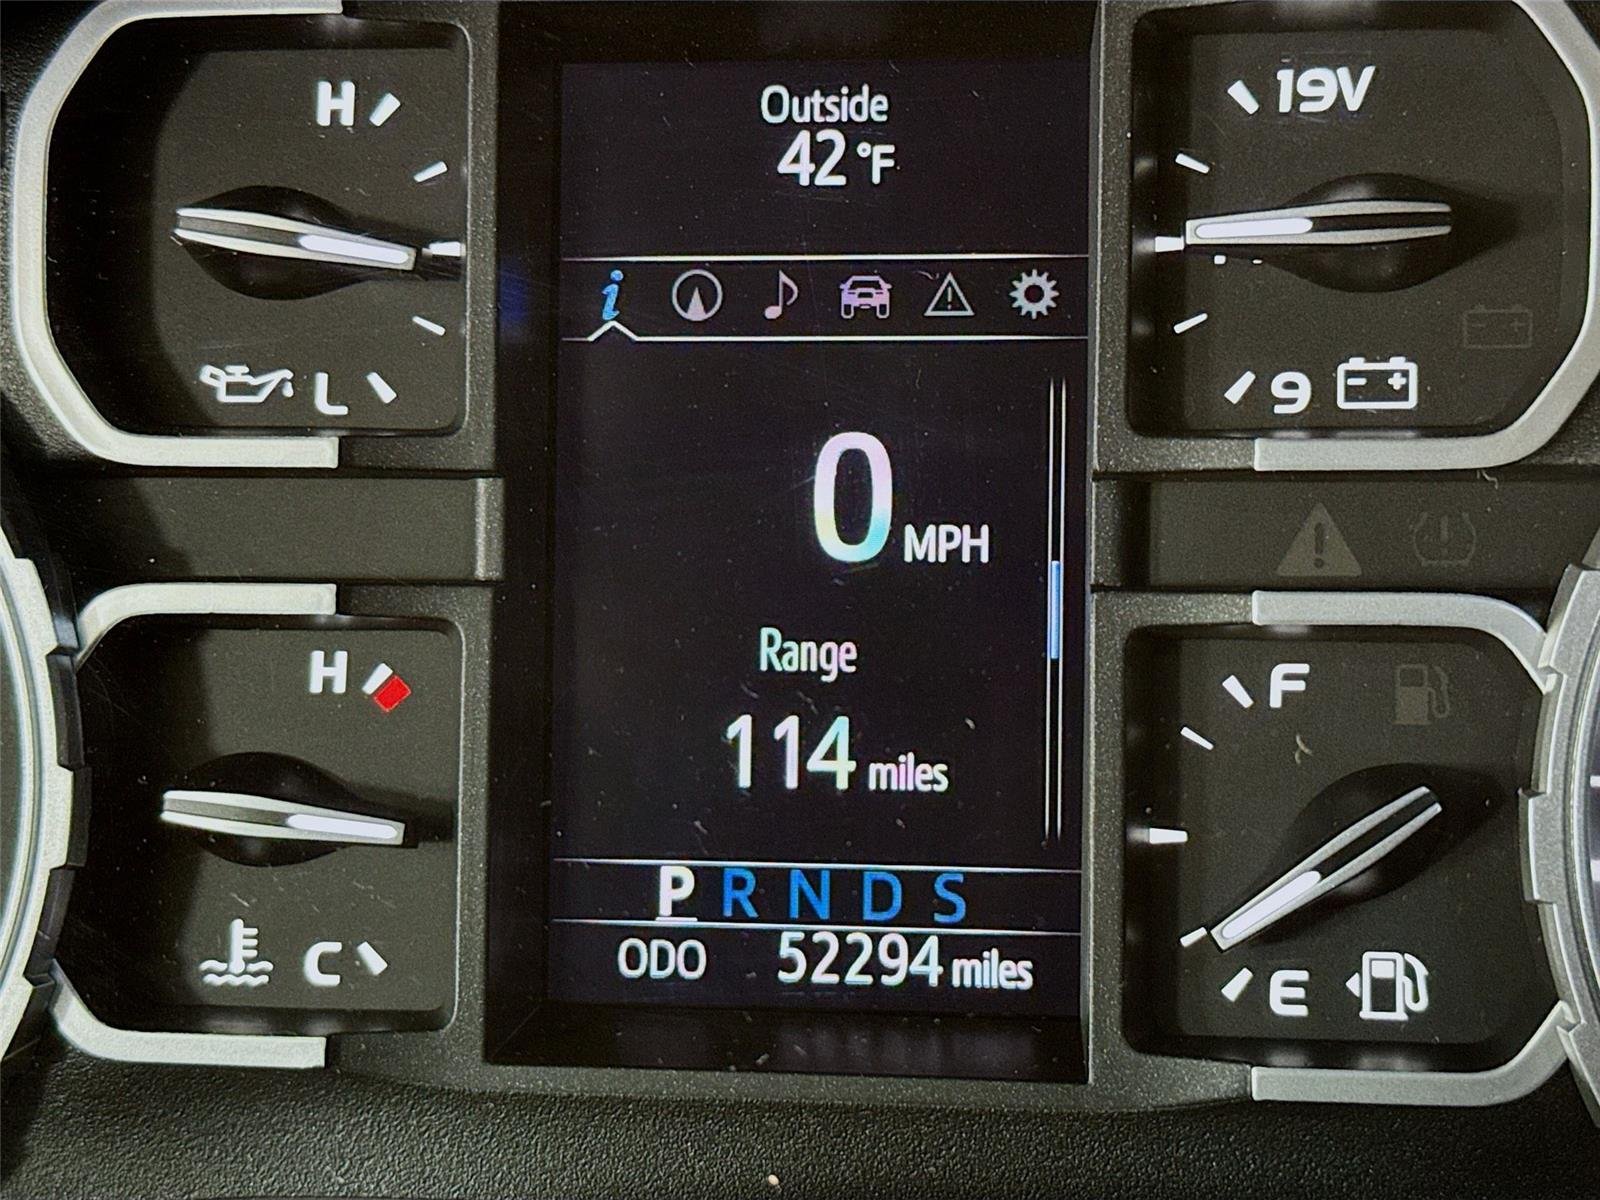 H
L
Outside
42 °F
0 MPH
Range
114 miles
P R N D S
ODO 52294 miles
19V
9
H
C
F
E